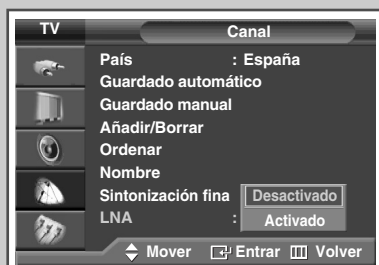 TV Canal
País : España
Guardado automático
Guardado manual
Añadir/Borrar
Ordenar
Nombre
Sintonización fina Desactivado
LNA : Activado
Mover Entrar Volver